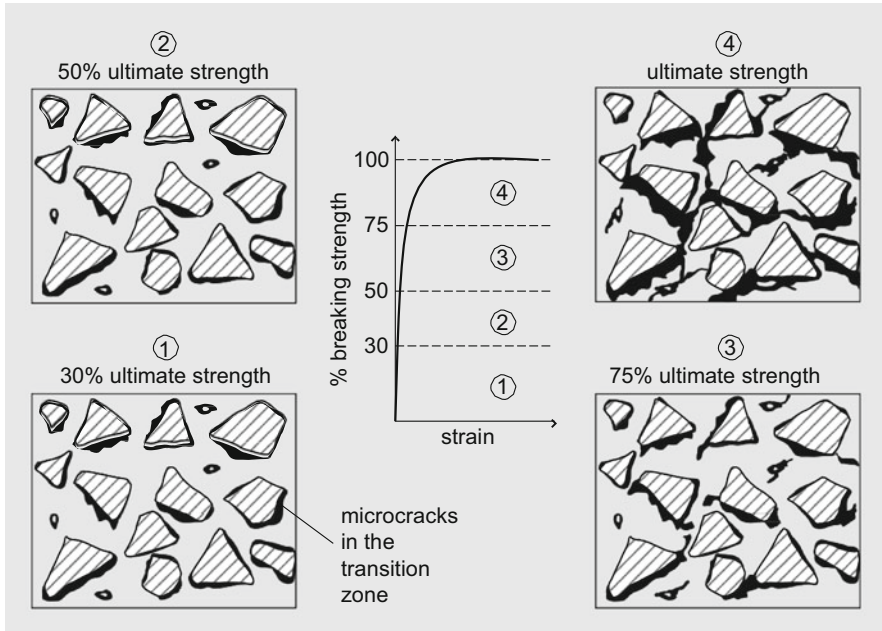 ②
50% ultimate strength
④
ultimate strength
% breaking strength
100
75
50
30
④
③
②
①
strain
①
30% ultimate strength
③
75% ultimate strength
microcracks
in the
transition
zone